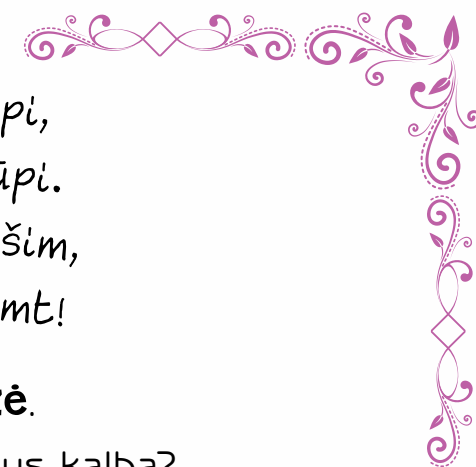 pi,
ūpi.
šim,
mt!
ė.
us kalba?